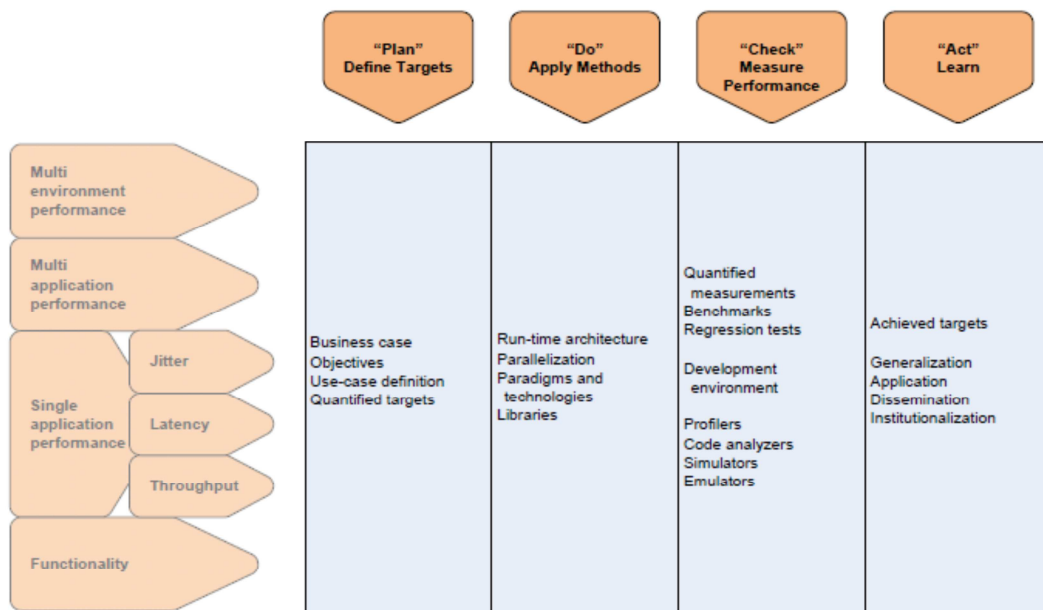 “Plan”
Define Targets
“Do”
Apply Methods
“Check”
Measure
Performance
“Act”
Learn
Multi
environment
performance
Multi
application
performance
Single
application
performance
Jitter
Latency
Throughput
Functionality
Business case
Objectives
Use-case definition
Quantified targets
Run-time architecture
Parallelization
Paradigms and
technologies
Libraries
Quantified
measurements
Benchmarks
Regression tests
Development
environment
Profilers
Code analyzers
Simulators
Emulators
Achieved targets
Generalization
Application
Dissemination
Institutionalization